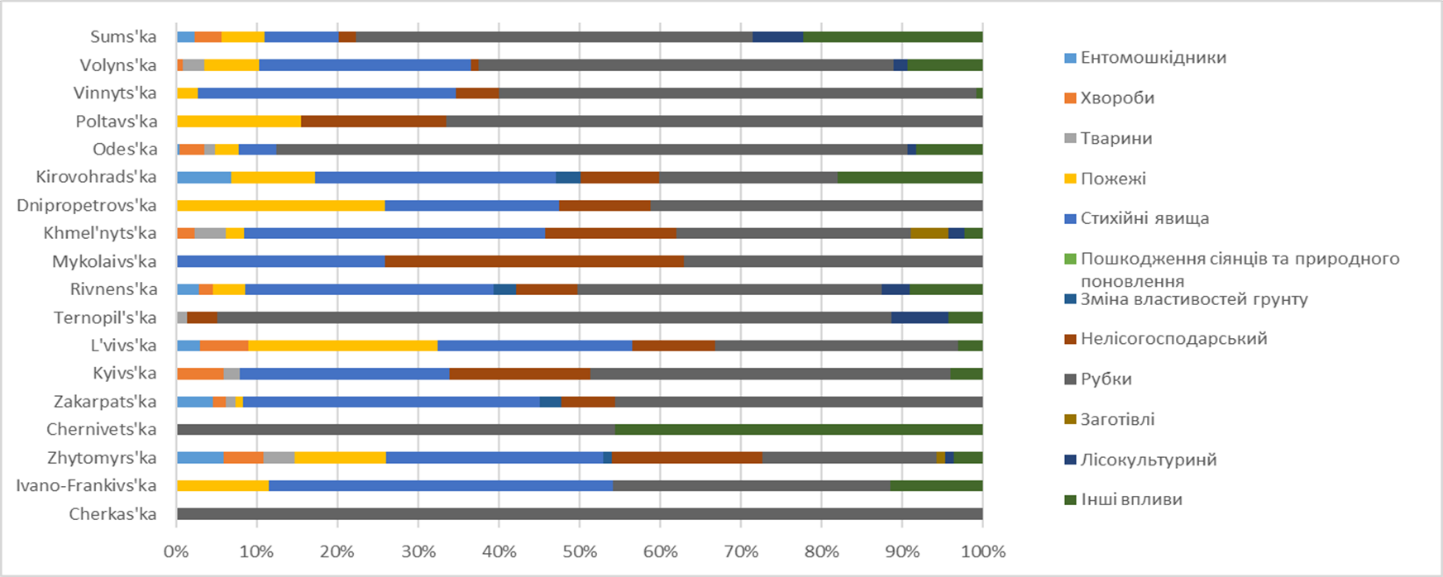 Sums'ka
Volyns'ka
Vinnyts'ka
Poltavs'ka
Odes'ka
Kirovohrads'ka
Dnipropetrovs'ka
Khmel'nyts'ka
Mykolaivs'ka
Rivnens'ka
Ternopil's'ka
L'vivs'ka
Kyivs'ka
Zakarpats'ka
Chernivets'ka
Zhytomyrs'ka
Ivano-Frankivs'ka
Cherkas'ka
0% 10% 20% 30% 40% 50% 60% 70% 80% 90% 100%
Ентомошкідники
Хвороби
Тварини
Пожежі
Стихійні явища
Пошкодження сіянців та природного
поновлення
Зміна властивостей грунту
Нелісогосподарський
Рубки
Заготівлі
Лісокультуринй
Інші впливи